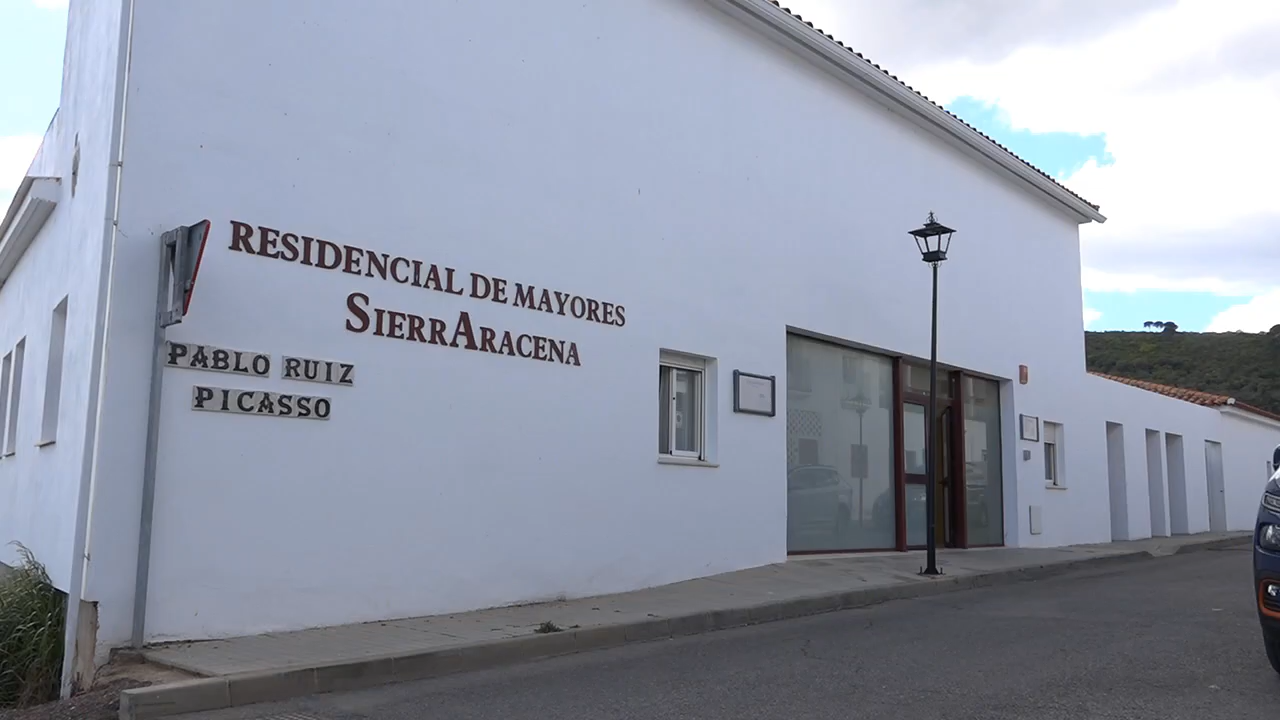 RESIDENCIAL DE MAYORES
SIERRARACENA
PABLO RUIZ
PICASSO